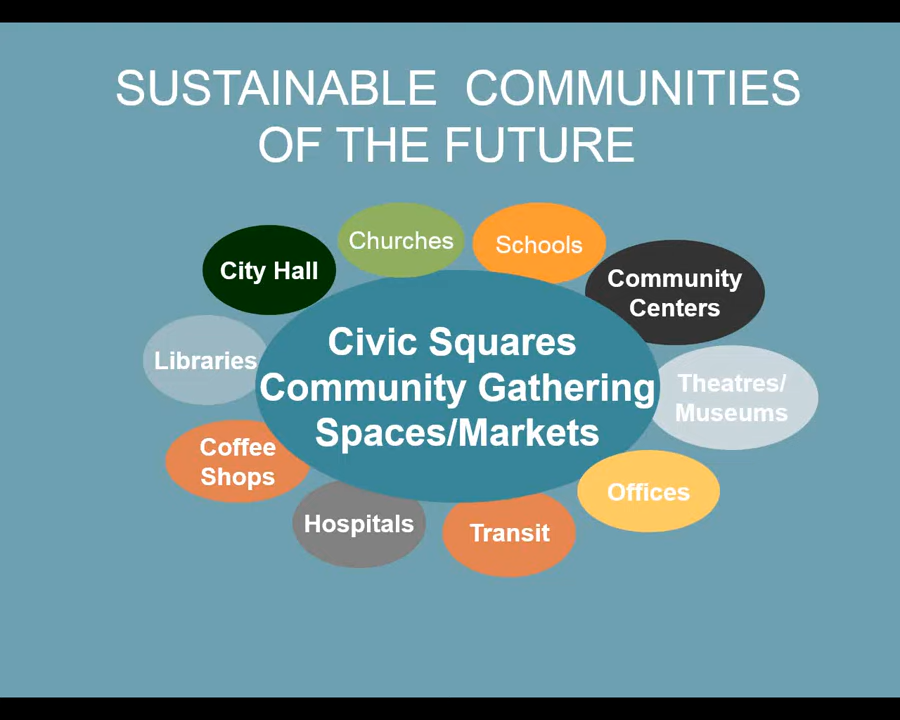 SUSTAINABLE COMMUNITIES
OF THE FUTURE
Churches
Schools
City Hall
Community
Centers
Civic Squares
Community Gathering
Spaces/Markets
Libraries
Theatres/
Museums
Coffee
Shops
Offices
Hospitals
Transit